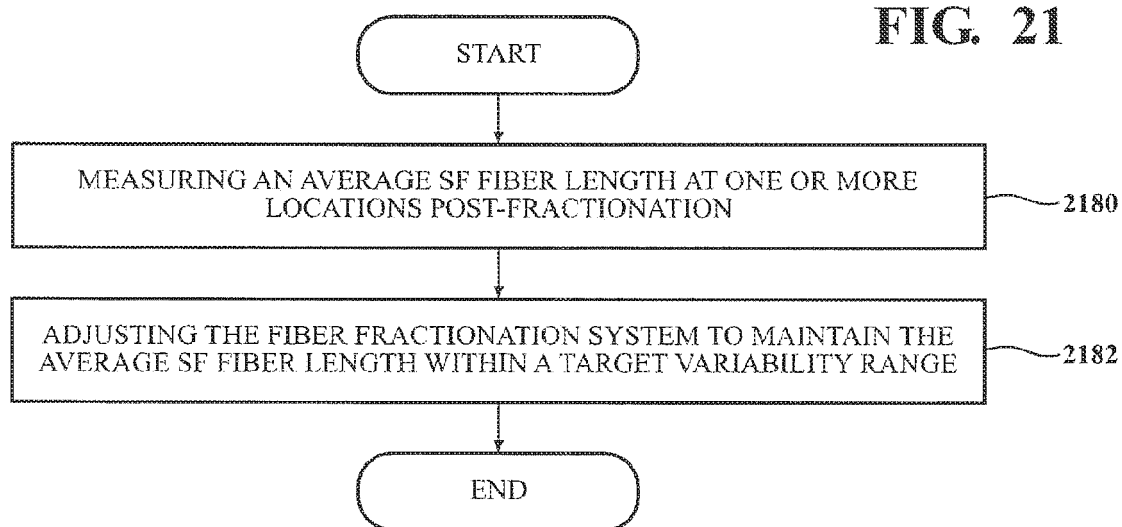 FIG. 21
START
MEASURING AN AVERAGE SF FIBER LENGTH AT ONE OR MORE
LOCATIONS POST-FRACTIONATION
2180
ADJUSTING THE FIBER FRACTIONATION SYSTEM TO MAINTAIN THE
AVERAGE SF FIBER LENGTH WITHIN A TARGET VARIABILITY RANGE
2182
END